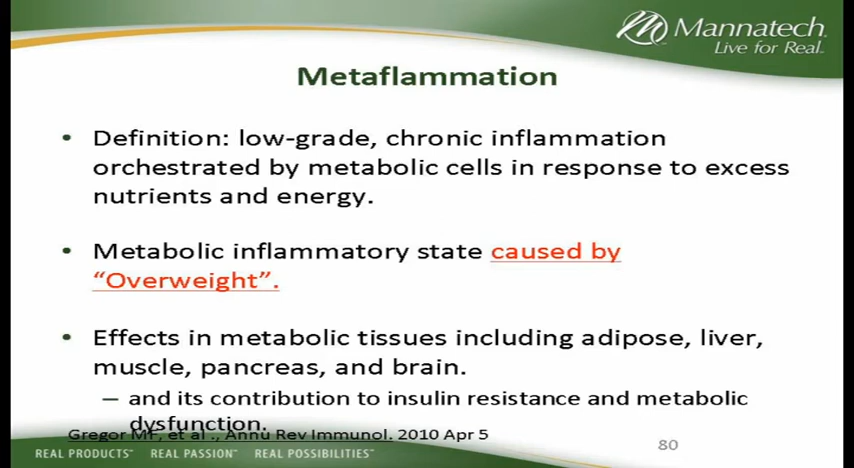 Mannatech
Live for Real
Metaflammation
• Definition: low-grade, chronic inflammation
orchestrated by metabolic cells in response to excess
nutrients and energy.
• Metabolic inflammatory state caused by
“Overweight”.
• Effects in metabolic tissues including adipose, liver,
muscle, pancreas, and brain.
– and its contribution to insulin resistance and metabolic
dysfunction.
Gregor MF, et al ., Annu Rev Immunol. 2010 Apr 5
80
REAL PRODUCTS™ REAL PASSION™ REAL POSSIBILITIES™